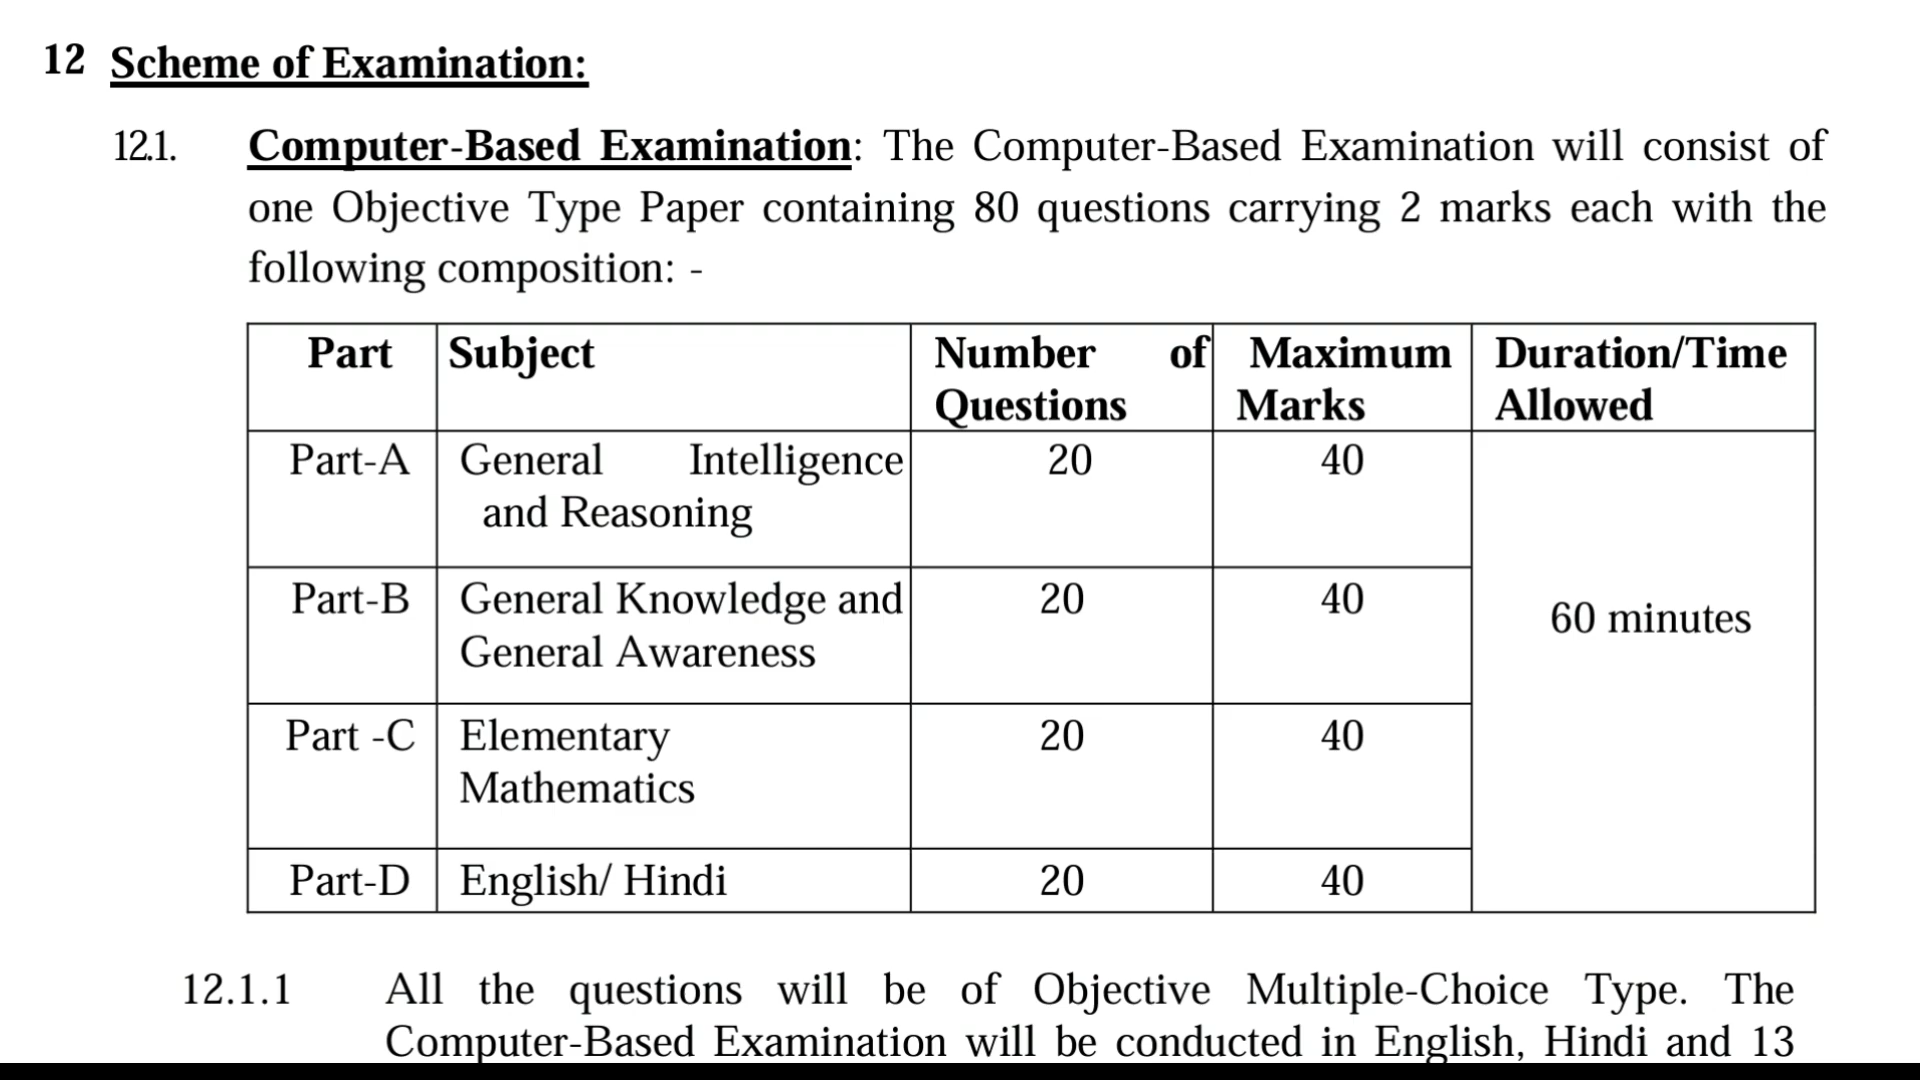 12 Scheme of Examination:
12.1. Computer-Based Examination: The Computer-Based Examination will consist of
one Objective Type Paper containing 80 questions carrying 2 marks each with the
following composition: -
Part Subject Number of Maximum Duration/Time
Questions Marks Allowed
Part-A General Intelligence 20 40
and Reasoning
Part-B General Knowledge and 20 40
60 minutes
General Awareness
Part -C Elementary 20 40
Mathematics
Part-D English/ Hindi 20 40
12.1.1 All the questions will be of Objective Multiple-Choice Type. The
Computer-Based Examination will be conducted in English, Hindi and 13